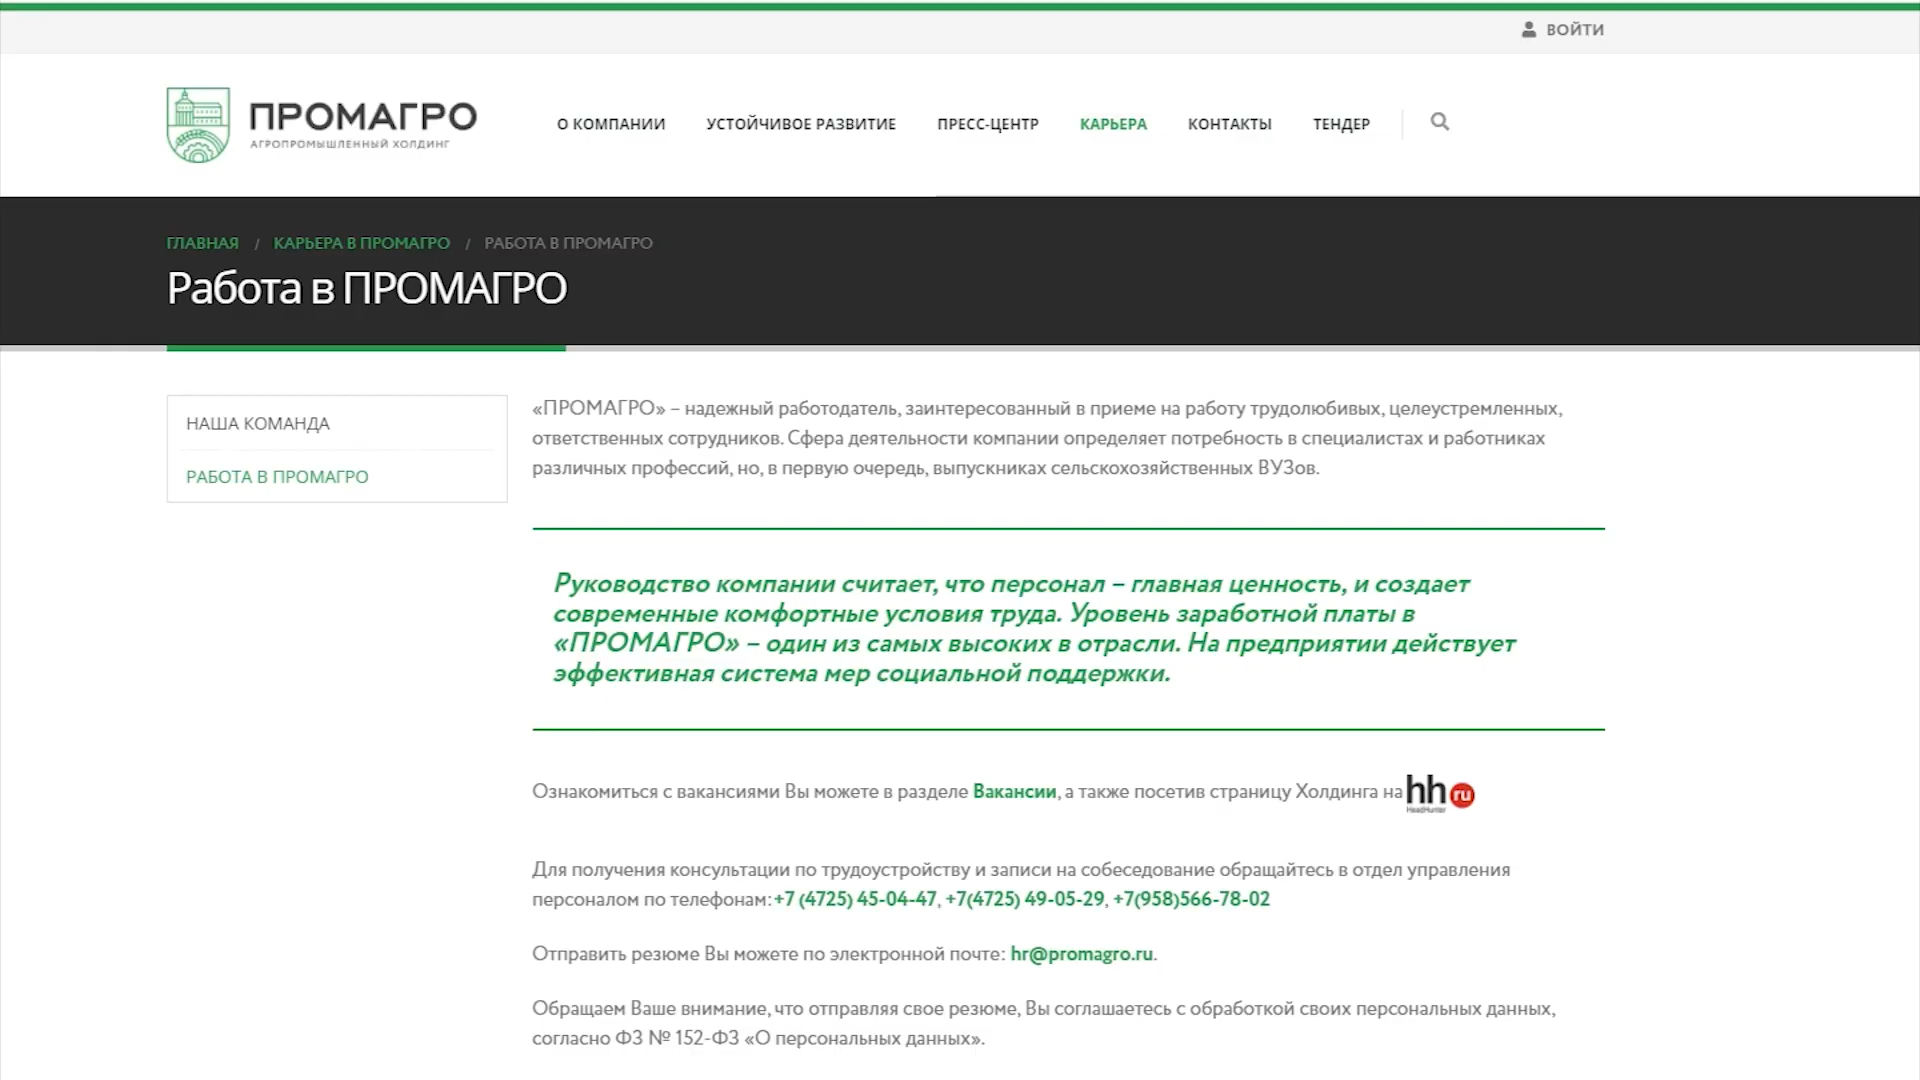 ВОЙТИ
ПРОМАГРО
АГРОПРОМЫШЛЕННЫЙ ХОЛДИНГ
О КОМПАНИИ УСТОЙЧИВОЕ РАЗВИТИЕ ПРЕСС-ЦЕНТР КАРЬЕРА КОНТАКТЫ ТЕНДЕР
ГЛАВНАЯ / КАРЬЕРА В ПРОМАГРО / РАБОТА В ПРОМАГРО
Работа в ПРОМАГРО
НАША КОМАНДА
РАБОТА В ПРОМАГРО
«ПРОМАГРО» – надежный работодатель, заинтересованный в приеме на работу трудолюбивых, целеустремленных,
ответственных сотрудников. Сфера деятельности компании определяет потребность в специалистах и работниках
различных профессий, но, в первую очередь, выпускниках сельскохозяйственных ВУЗов.
Руководство компании считает, что персонал – главная ценность, и создает
современные комфортные условия труда. Уровень заработной платы в
«ПРОМАГРО» – один из самых высоких в отрасли. На предприятии действует
эффективная система мер социальной поддержки.
Ознакомиться с вакансиями Вы можете в разделе Вакансии, а также посетив страницу Холдинга на hh ru
HeadHunter
Для получения консультации по трудоустройству и записи на собеседование обращайтесь в отдел управления
персоналом по телефонам: +7 (4725) 45-04-47, +7(4725) 49-05-29, +7(958)566-78-02
Отправить резюме Вы можете по электронной почте: hr@promagro.ru.
Обращаем Ваше внимание, что отправляя свое резюме, Вы соглашаетесь с обработкой своих персональных данных,
согласно ФЗ № 152-ФЗ «О персональных данных».